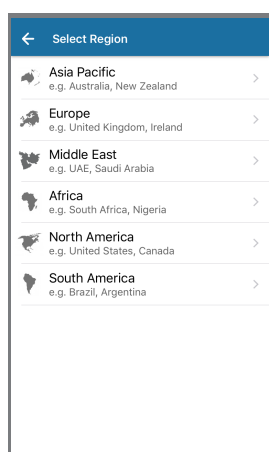 Select Region
Asia Pacific
e.g. Australia, New Zealand
Europe
e.g. United Kingdom, Ireland
Middle East
e.g. UAE, Saudi Arabia
Africa
e.g. South Africa, Nigeria
North America
e.g. United States, Canada
South America
e.g. Brazil, Argentina